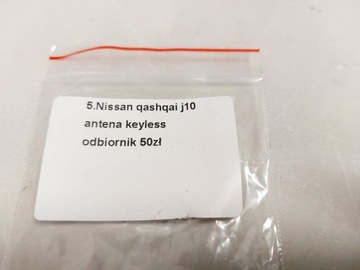 5.Nissan qashqai j10
antena keyless
odbiornik 50zł